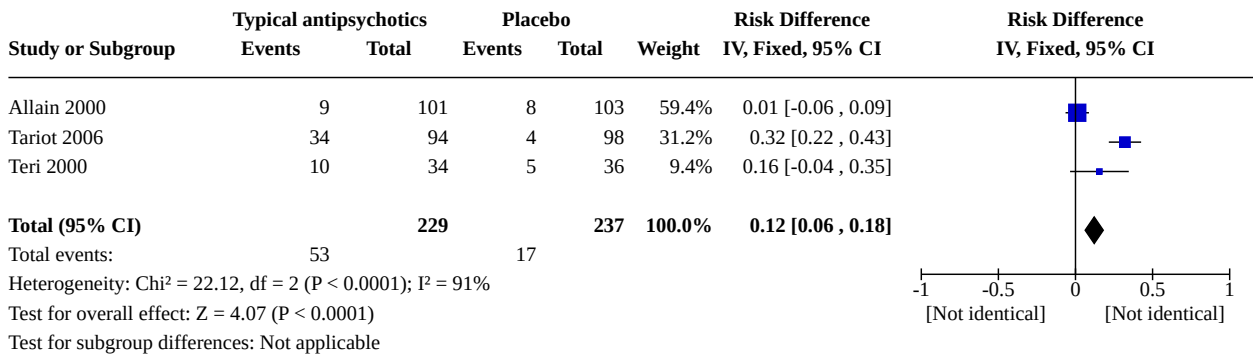 Typical antipsychotics Placebo Risk Difference Risk Difference
Study or Subgroup Events Total Events Total Weight IV, Fixed, 95% CI IV, Fixed, 95% CI
Allain 2000 9 101 8 103 59.4% 0.01 [-0.06 , 0.09]
Tariot 2006 34 94 4 98 31.2% 0.32 [0.22 , 0.43]
Teri 2000 10 34 5 36 9.4% 0.16 [-0.04 , 0.35]
Total (95% CI) 229 237 100.0% 0.12 [0.06 , 0.18]
Total events: 53 17
Heterogeneity: Chi² = 22.12, df = 2 (P < 0.0001); I² = 91%
Test for overall effect: Z = 4.07 (P < 0.0001)
Test for subgroup differences: Not applicable
-1 -0.5 0 0.5 1
[Not identical] [Not identical]